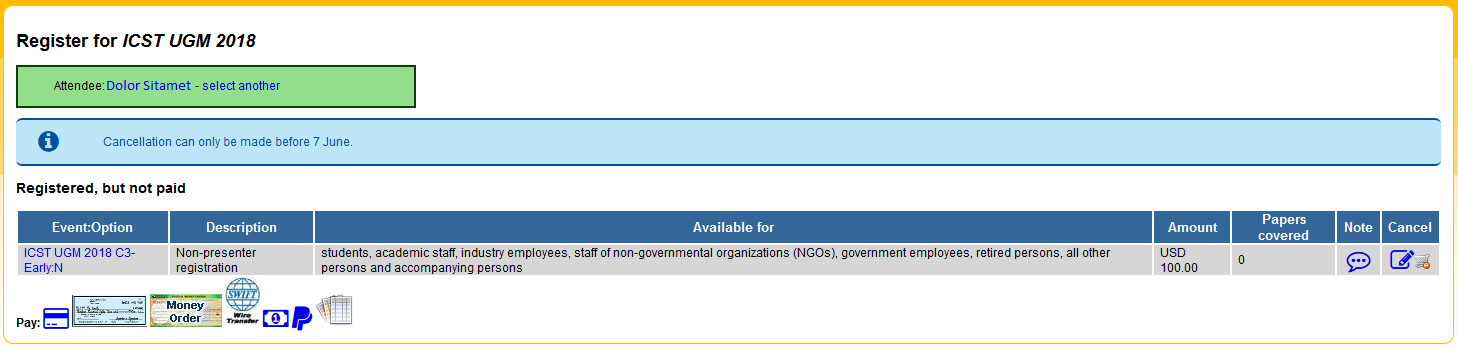 Register for ICST UGM 2018
Attendee: Dolor Sitamet - select another
Cancellation can only be made before 7 June.
Registered, but not paid
Event:Option Description Available for Amount Papers covered Note Cancel
ICST UGM 2018 C3-
Early:N
Non-presenter
registration
students, academic staff, industry employees, staff of non-governmental organizations (NGOs), government employees, retired persons, all other
persons and accompanying persons
USD
100.00
0
Pay:
Money
Order
SWIFT
Wire
Transfer